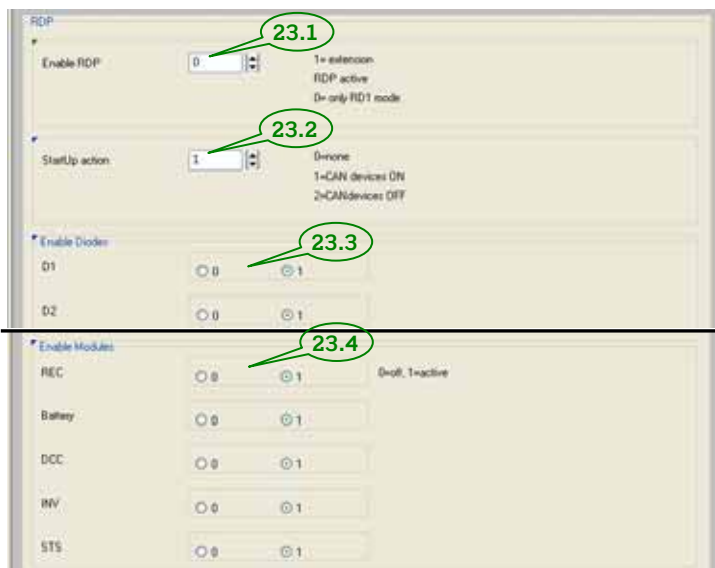 RDP
23.1
Enable RDP 0 1= extension
RDP active
0= only RD1 mode
23.2
StartUp action 1 0=none
1=CAN devices ON
2=CANdevices OFF
Enable Diodes
23.3
D1 0 1
D2 0 1
Enable Modules
23.4
REC 0 1 0=off, 1=active
Battery 0 1
DCC 0 1
INV 0 1
STS 0 1